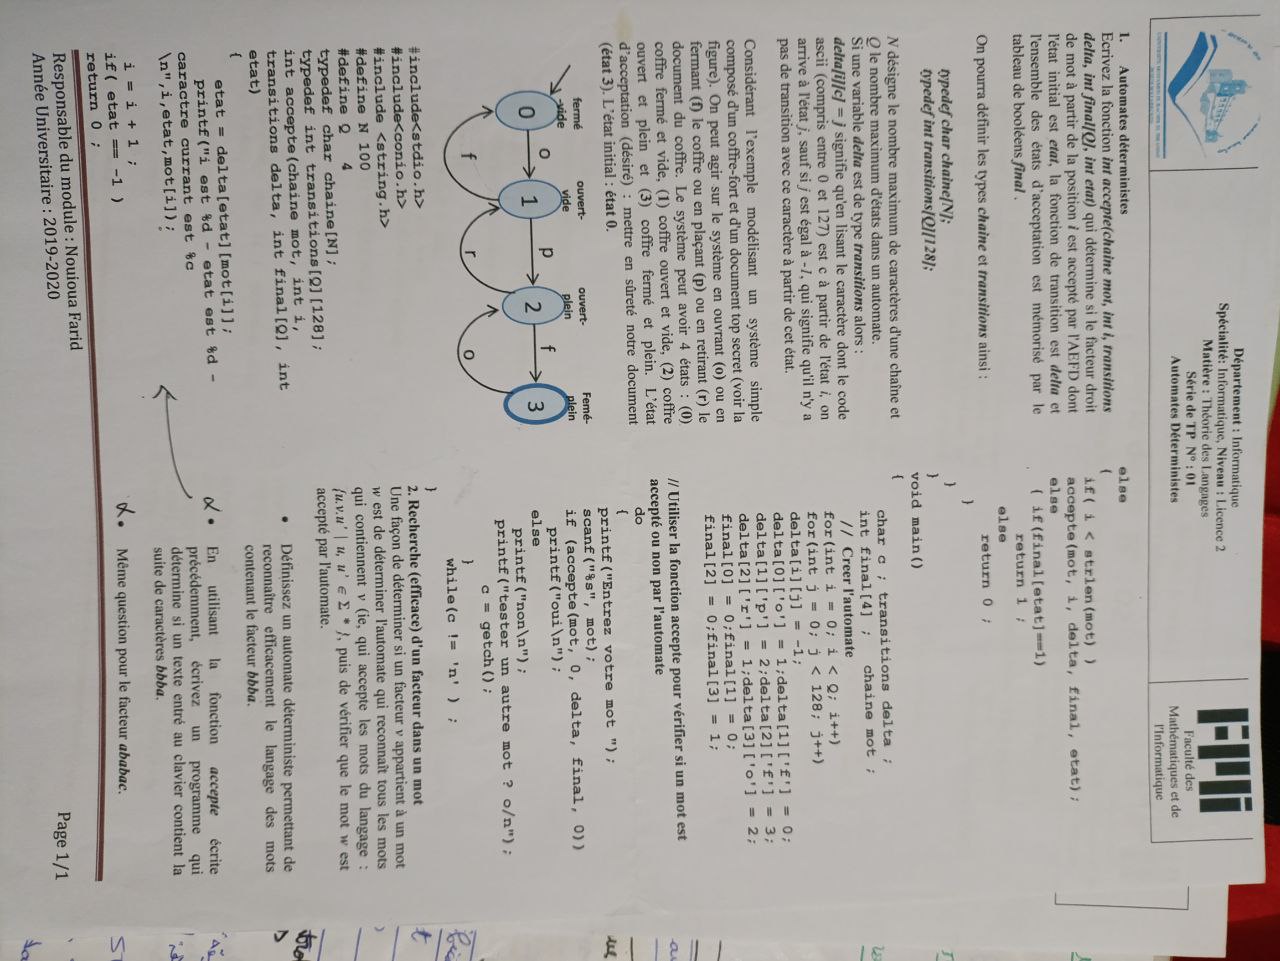 Département : Informatique
Spécialité: Informatique, Niveau : Licence 2
Matière : Théorie des Langages
Série de TP N° : 01
Automates Déterministes
Faculté des
Mathématiques et de
l'Informatique
1. Automates déterministes
Ecrivez la fonction int accepte(chaine mot, int i, transitions
delta, int final[Q], int etat) qui détermine si le facteur droit
de mot à partir de la position i est accepté par l'AEFD dont
l'état initial est etat, la fonction de transition est delta et
l'ensemble des états d'acceptation est mémorisé par le
tableau de booléens final .
On pourra définir les types chaine et transitions ainsi :
typedef char chaine[N];
typedef int transitions[Q][128];
N désigne le nombre maximum de caractères d'une chaîne et
Q le nombre maximum d'états dans un automate.
Si une variable delta est de type transitions alors :
delta[i][c] = j signifie qu'en lisant le caractère dont le code
ascii (compris entre 0 et 127) est c à partir de l'état i, on
arrive à l'état j, sauf si j est égal à -1, qui signifie qu'il n'y a
pas de transition avec ce caractère à partir de cet état.
Considérant l'exemple modélisant un système simple
composé d'un coffre-fort et d'un document top secret (voir la
figure). On peut agir sur le système en ouvrant (o) ou en
fermant (f) le coffre ou en plaçant (p) ou en retirant (r) le
document du coffre. Le système peut avoir 4 états : (0)
coffre fermé et vide, (1) coffre ouvert et vide, (2) coffre
ouvert et plein et (3) coffre fermé et plein. L'état
d'acceptation (désiré) : mettre en sûreté notre document
(état 3). L'état initial : état 0.
fermé
-vide
ouvert-
vide
ouvert-
plein
Femé-
plein
0 o 1 p 2 f 3
f r o
#include<stdio.h>
#include<conio.h>
#include <string.h>
#define N 100
#define Q 4
typedef char chaine[N];
typedef int transitions[Q][128];
int accepte(chaine mot, int i,
transitions delta, int final[Q], int
etat)
{
etat = delta[etat][mot[i]];
printf("i est %d - etat est %d -
caractre currant est %c
\n",i,etat,mot[i]);
i = i + 1 ;
if( etat == -1 )
return 0 ;
else
{
if( i < strlen(mot) )
accepte(mot, i, delta, final, etat);
else
{ if(final[etat]==1)
return 1 ;
else
return 0 ;
}
}
}
void main()
{
char c ; transitions delta ;
int final[4] ; chaine mot ;
// Creer l'automate
for(int i = 0; i < Q; i++)
for(int j = 0; j < 128; j++)
delta[i][j] = -1;
delta[0]['o'] = 1;delta[1]['f'] = 0;
delta[1]['p'] = 2;delta[2]['f'] = 3;
delta[2]['r'] = 1;delta[3]['o'] = 2;
final[0] = 0;final[1] = 0;
final[2] = 0;final[3] = 1;
// Utiliser la fonction accepte pour vérifier si un mot est
accepté ou non par l'automate
do
{
printf("Entrez votre mot ");
scanf("%s", mot);
if (accepte(mot, 0, delta, final, 0))
printf("oui\n");
else
printf("non\n");
printf("tester un autre mot ? o/n");
c = getch();
}
while(c != 'n' ) ;
}
2. Recherche (efficace) d'un facteur dans un mot
Une façon de déterminer si un facteur v appartient à un mot
w est de déterminer l'automate qui reconnaît tous les mots
qui contiennent v (ie, qui accepte les mots du langage :
{u.v.u' | u, u' ∈ Σ * }, puis de vérifier que le mot w est
accepté par l'automate.
• Définissez un automate déterministe permettant de
reconnaître efficacement le langage des mots
contenant le facteur bbba.
α • En utilisant la fonction accepte écrite
précédemment, écrivez un programme qui
détermine si un texte entré au clavier contient la
suite de caractères bbba.
α • Même question pour le facteur ababac.
Responsable du module : Nouioua Farid
Année Universitaire : 2019-2020
Page 1/1